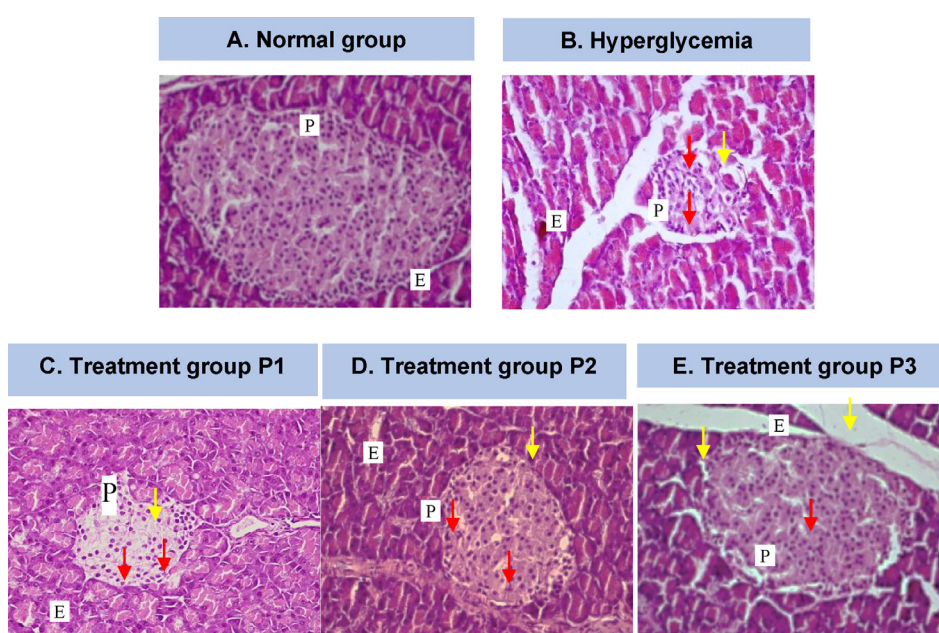 A. Normal group
B. Hyperglycemia
P
E
P
E
C. Treatment group P1
D. Treatment group P2
E. Treatment group P3
P
E
E
P
E
P